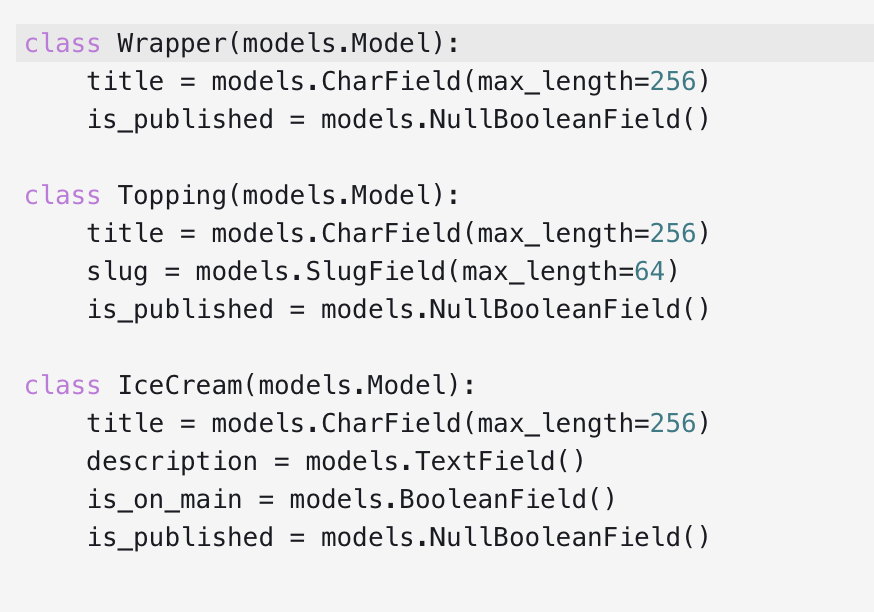 class Wrapper(models.Model):
    title = models.CharField(max_length=256)
    is_published = models.NullBooleanField()

class Topping(models.Model):
    title = models.CharField(max_length=256)
    slug = models.SlugField(max_length=64)
    is_published = models.NullBooleanField()

class IceCream(models.Model):
    title = models.CharField(max_length=256)
    description = models.TextField()
    is_on_main = models.BooleanField()
    is_published = models.NullBooleanField()